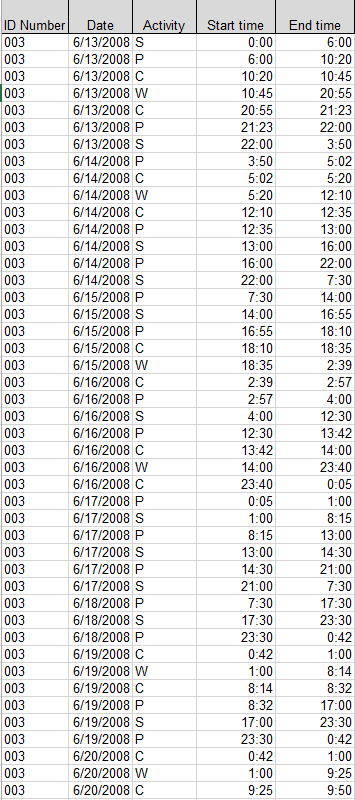 ID Number Date Activity Start time End time
003 6/13/2008 S 0:00 6:00
003 6/13/2008 P 6:00 10:20
003 6/13/2008 C 10:20 10:45
003 6/13/2008 W 10:45 20:55
003 6/13/2008 C 20:55 21:23
003 6/13/2008 P 21:23 22:00
003 6/13/2008 S 22:00 3:50
003 6/14/2008 P 3:50 5:02
003 6/14/2008 C 5:02 5:20
003 6/14/2008 W 5:20 12:10
003 6/14/2008 C 12:10 12:35
003 6/14/2008 P 12:35 13:00
003 6/14/2008 S 13:00 16:00
003 6/14/2008 P 16:00 22:00
003 6/14/2008 S 22:00 7:30
003 6/15/2008 P 7:30 14:00
003 6/15/2008 S 14:00 16:55
003 6/15/2008 P 16:55 18:10
003 6/15/2008 C 18:10 18:35
003 6/15/2008 W 18:35 2:39
003 6/16/2008 C 2:39 2:57
003 6/16/2008 P 2:57 4:00
003 6/16/2008 S 4:00 12:30
003 6/16/2008 P 12:30 13:42
003 6/16/2008 C 13:42 14:00
003 6/16/2008 W 14:00 23:40
003 6/16/2008 C 23:40 0:05
003 6/17/2008 P 0:05 1:00
003 6/17/2008 S 1:00 8:15
003 6/17/2008 P 8:15 13:00
003 6/17/2008 S 13:00 14:30
003 6/17/2008 P 14:30 21:00
003 6/17/2008 S 21:00 7:30
003 6/18/2008 P 7:30 17:30
003 6/18/2008 S 17:30 23:30
003 6/18/2008 P 23:30 0:42
003 6/19/2008 C 0:42 1:00
003 6/19/2008 W 1:00 8:14
003 6/19/2008 C 8:14 8:32
003 6/19/2008 P 8:32 17:00
003 6/19/2008 S 17:00 23:30
003 6/19/2008 P 23:30 0:42
003 6/20/2008 C 0:42 1:00
003 6/20/2008 W 1:00 9:25
003 6/20/2008 C 9:25 9:50